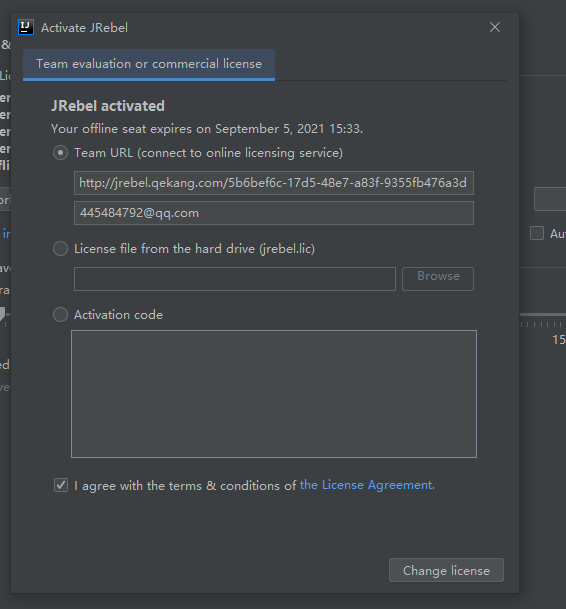 Activate JRebel
Team evaluation or commercial license
JRebel activated
Your offline seat expires on September 5, 2021 15:33.
Team URL (connect to online licensing service)
http://jrebel.qekang.com/5b6bef6c-17d5-48e7-a83f-9355fb476a3d
445484792@qq.com
License file from the hard drive (jrebel.lic)
Browse
Activation code
I agree with the terms & conditions of the License Agreement.
Change license
&
in
15